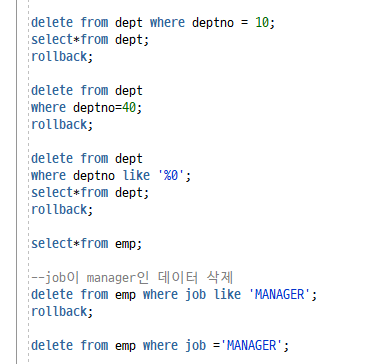 delete from dept where deptno = 10;
select*from dept;
rollback;
delete from dept
where deptno=40;
rollback;
delete from dept
where deptno like '%0';
select*from dept;
rollback;
select*from emp;
--job이 manager인 데이터 삭제
delete from emp where job like 'MANAGER';
rollback;
delete from emp where job ='MANAGER';